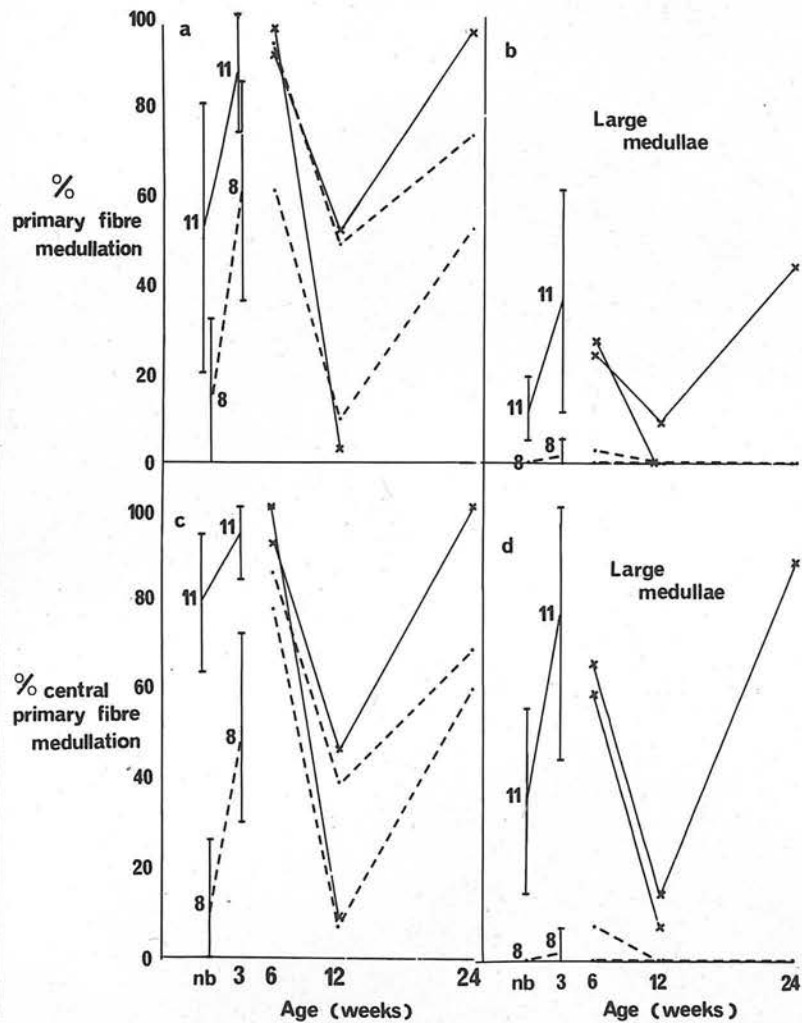 100
80
60
40
20
0
%
primary fibre
medullation
a
11
11
8
8
b
Large
medullae
11
11
8
8
100
80
60
40
20
0
% central
primary fibre
medullation
c
11
11
8
8
nb 3 6 12 24
Age (weeks)
d
Large
medullae
11
11
8
8
nb 3 6 12 24
Age (weeks)